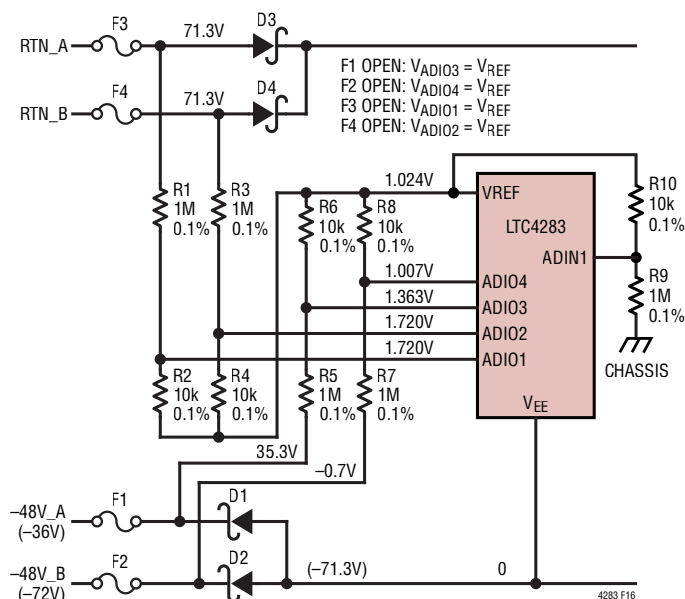 F3
D3
RTN_A
71.3V
F1 OPEN: VADIO3 = VREF
F2 OPEN: VADIO4 = VREF
F3 OPEN: VADIO1 = VREF
F4 OPEN: VADIO2 = VREF
F4
D4
RTN_B
71.3V
1.024V
VREF
R1
1M
0.1%
R3
1M
0.1%
R6
10k
0.1%
R8
10k
0.1%
R10
10k
0.1%
LTC4283
ADIN1
1.007V
ADIO4
1.363V
ADIO3
1.720V
ADIO2
1.720V
ADIO1
R9
1M
0.1%
CHASSIS
R2
10k
0.1%
R4
10k
0.1%
R5
1M
0.1%
R7
1M
0.1%
VEE
35.3V
–0.7V
F1
D1
–48V_A
(–36V)
F2
D2
–48V_B
(–72V)
(–71.3V)
0
4283 F16